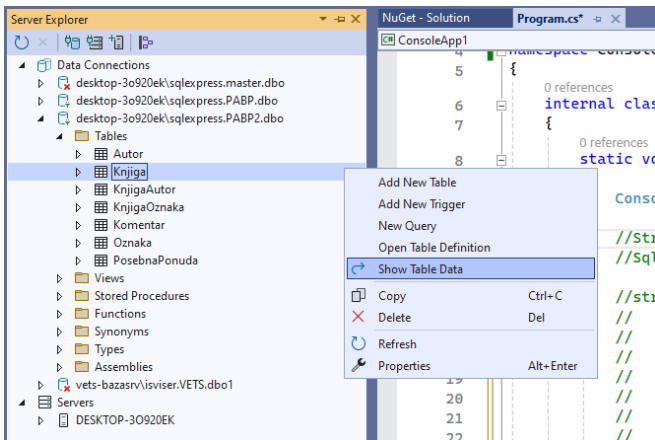 Server Explorer
Data Connections
desktop-3o920ek\sqlexpress.master.dbo
desktop-3o920ek\sqlexpress.PABP.dbo
desktop-3o920ek\sqlexpress.PABP2.dbo
Tables
Autor
Knjiga
KnjigaAutor
KnjigaOznaka
Komentar
Oznaka
PosebnaPonuda
Views
Stored Procedures
Functions
Synonyms
Types
Assemblies
vets-bazasrv\isviser.VETS.dbo1
Servers
DESKTOP-3O920EK
NuGet - Solution
Program.cs*
C# ConsoleApp1
4 namespace
5 {
0 references
6 internal clas
7 {
0 references
8 static vo
Conso
//Str
//Sql
//str
//
//
//
//
19 //
20 //
21 //
22 //
Add New Table
Add New Trigger
New Query
Open Table Definition
Show Table Data
Copy Ctrl+C
Delete Del
Refresh
Properties Alt+Enter